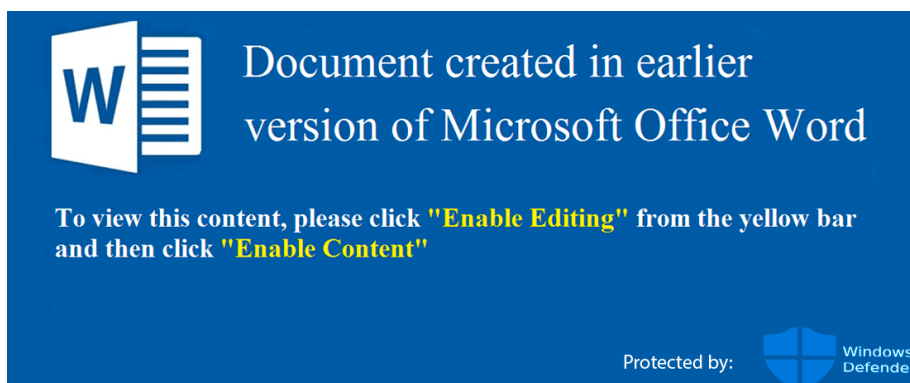 W
Document created in earlier
version of Microsoft Office Word
To view this content, please click "Enable Editing" from the yellow bar
and then click "Enable Content"
Protected by:
Windows
Defende